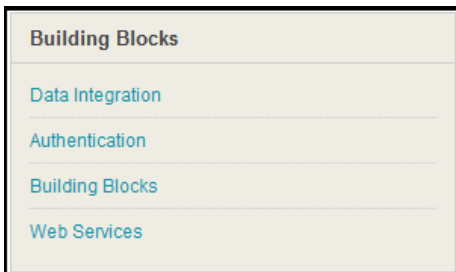 Building Blocks
Data Integration
Authentication
Building Blocks
Web Services